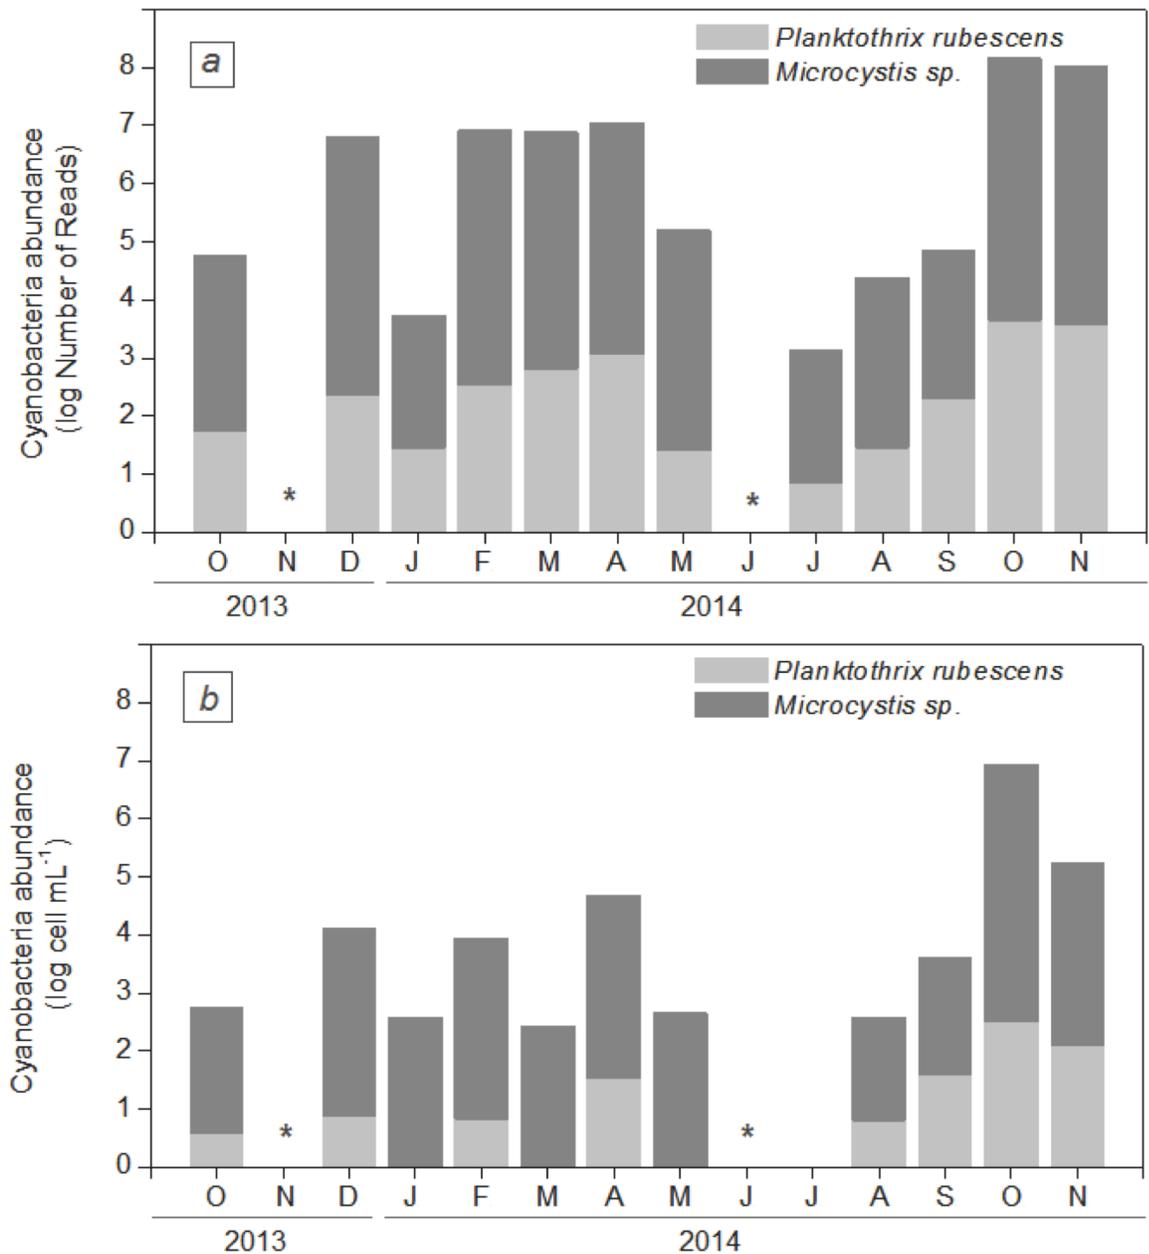 a
Planktothrix rubescens
Microcystis sp.
Cyanobacteria abundance
(log Number of Reads)
8
7
6
5
4
3
2
1
0
* *
O N D J F M A M J J A S O N
2013 2014
b
Planktothrix rubescens
Microcystis sp.
Cyanobacteria abundance
(log cell mL⁻¹)
8
7
6
5
4
3
2
1
0
* *
O N D J F M A M J J A S O N
2013 2014